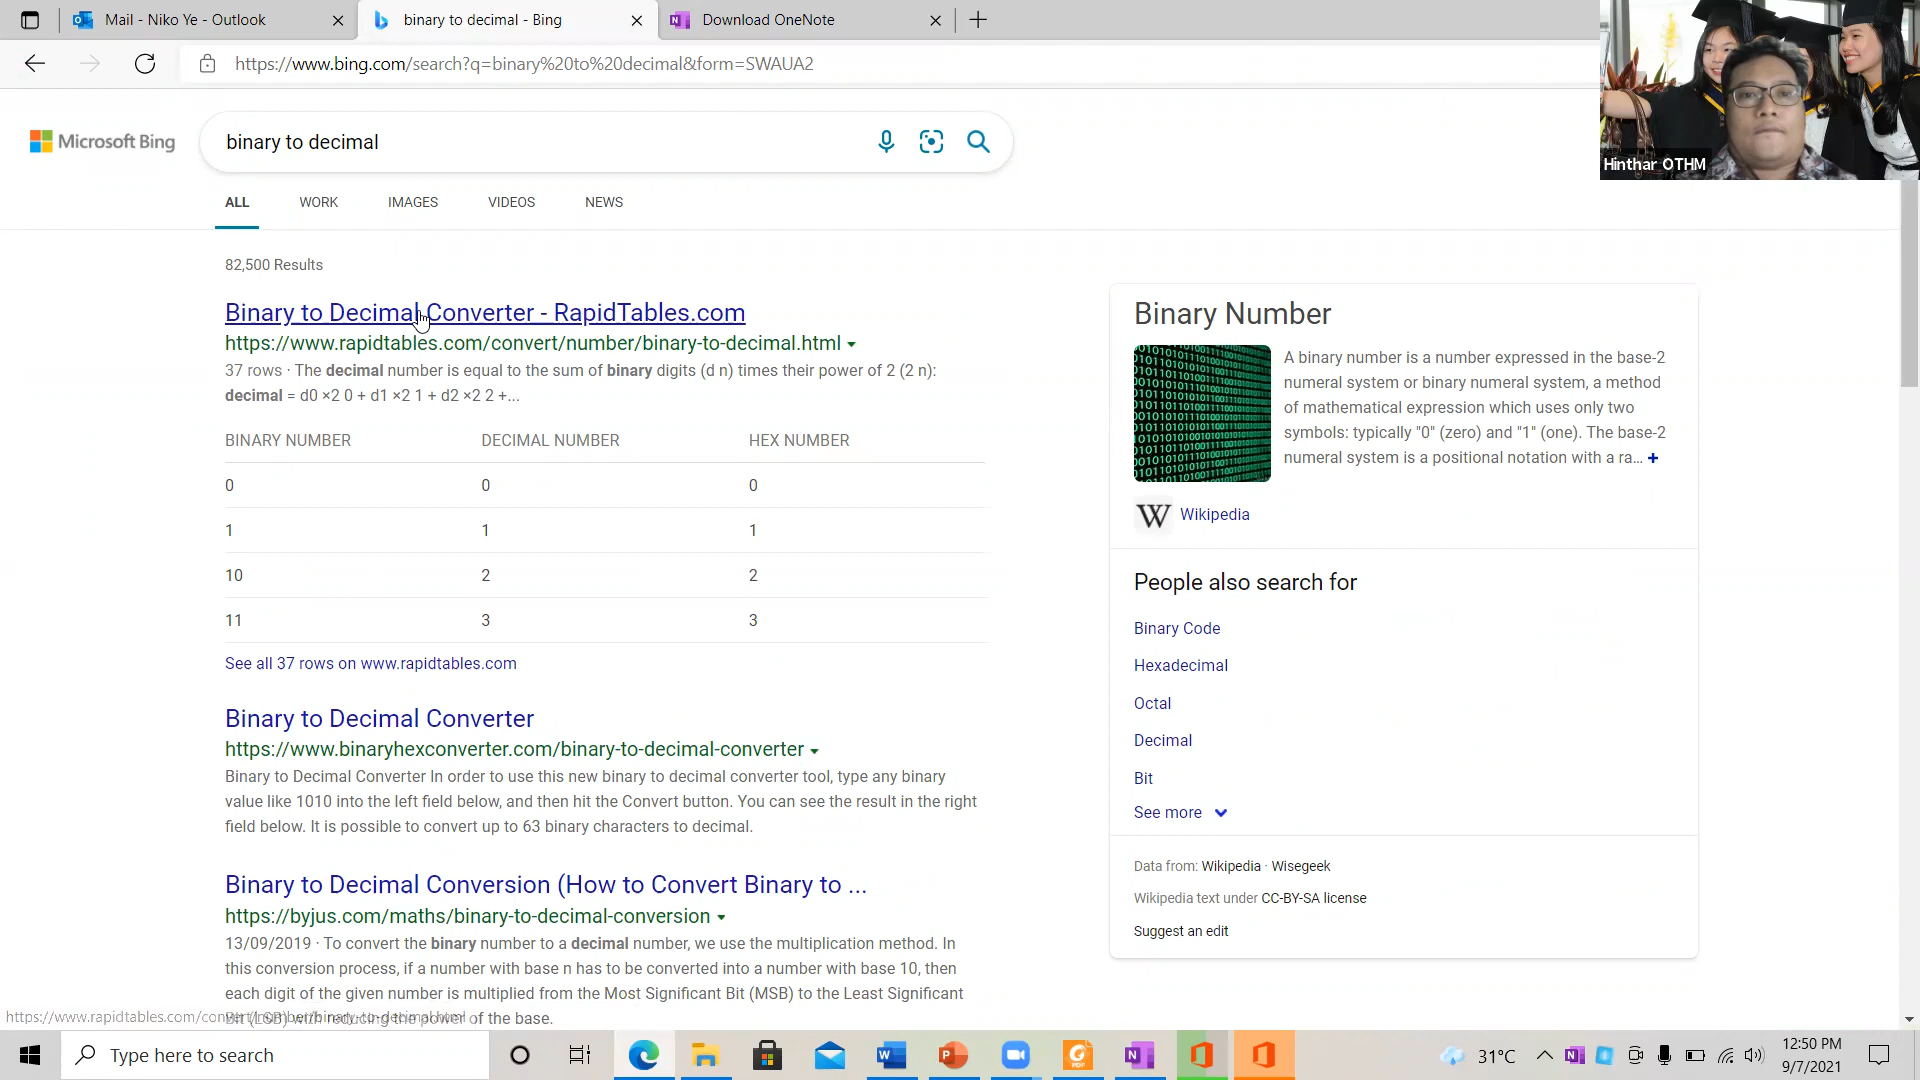 Mail - Niko Ye - Outlook
binary to decimal - Bing
Download OneNote
https://www.bing.com/search?q=binary%20to%20decimal&form=SWAUA2
Hinthar OTHM
Microsoft Bing
binary to decimal
ALL WORK IMAGES VIDEOS NEWS
82,500 Results
Binary to Decimal Converter - RapidTables.com
https://www.rapidtables.com/convert/number/binary-to-decimal.html
37 rows · The decimal number is equal to the sum of binary digits (d n) times their power of 2 (2 n):
decimal = d0 ×2 0 + d1 ×2 1 + d2 ×2 2 +...
BINARY NUMBER DECIMAL NUMBER HEX NUMBER
0 0 0
1 1 1
10 2 2
11 3 3
See all 37 rows on www.rapidtables.com
Binary to Decimal Converter
https://www.binaryhexconverter.com/binary-to-decimal-converter
Binary to Decimal Converter In order to use this new binary to decimal converter tool, type any binary
value like 1010 into the left field below, and then hit the Convert button. You can see the result in the right
field below. It is possible to convert up to 63 binary characters to decimal.
Binary to Decimal Conversion (How to Convert Binary to ...
https://byjus.com/maths/binary-to-decimal-conversion
13/09/2019 · To convert the binary number to a decimal number, we use the multiplication method. In
this conversion process, if a number with base n has to be converted into a number with base 10, then
each digit of the given number is multiplied from the Most Significant Bit (MSB) to the Least Significant
Bit (LSB) with reducing the power of the base.
Binary Number
A binary number is a number expressed in the base-2
numeral system or binary numeral system, a method
of mathematical expression which uses only two
symbols: typically "0" (zero) and "1" (one). The base-2
numeral system is a positional notation with a ra... +
W Wikipedia
People also search for
Binary Code
Hexadecimal
Octal
Decimal
Bit
See more
Data from: Wikipedia · Wisegeek
Wikipedia text under CC-BY-SA license
Suggest an edit
https://www.rapidtables.com/convert/number/binary-to-decimal.html
Type here to search
31°C
12:50 PM
9/7/2021